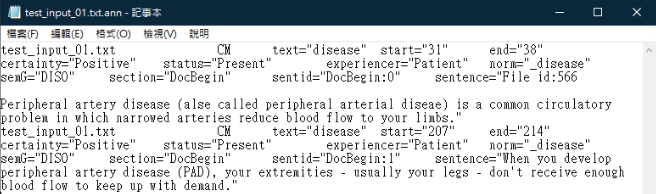 test_input_01.txt.ann - 記事本
檔案(F) 編輯(E) 格式(O) 檢視(V) 說明
test_input_01.txt CM text="disease" start="31" end="38"
certainty="Positive" status="Present" experiencer="Patient" norm="_disease"
semG="DISO" section="DocBegin" sentid="DocBegin:0" sentence="File id:566
Peripheral artery disease (alse called peripheral arterial diseae) is a common circulatory
problem in which narrowed arteries reduce blood flow to your limbs."
test_input_01.txt CM text="disease" start="207" end="214"
certainty="Positive" status="Present" experiencer="Patient" norm="_disease"
semG="DISO" section="DocBegin" sentid="DocBegin:1" sentence="When you develop
peripheral artery disease (PAD), your extremities - usually your legs - don't receive enough
blood flow to keep up with demand."